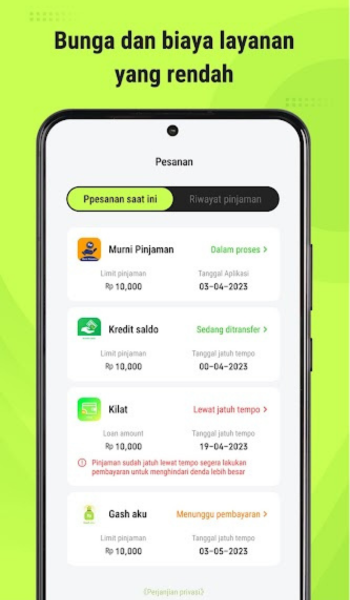 Bunga dan biaya layanan
yang rendah
Pesanan
Ppesanan saat ini
Riwayat pinjaman
Murni Pinjaman
Dalam proses >
Limit pinjaman
Tanggal Aplikasi
Rp 10,000
03-04-2023
Kredit saldo
Sedang ditransfer >
Limit pinjaman
Tanggal jatuh tempo
Rp 10,000
00-04-2023
Kilat
Lewat jatuh tempo >
Loan amount
Tanggal jatuh tempo
Rp 10,000
19-04-2023
Pinjaman sudah jatuh lewat tempo segera lakukan
pembayaran untuk menghindari denda lebih besar
Gash aku
Menunggu pembayaran >
Limit pinjaman
Tanggal jatuh tempo
Rp 10,000
03-05-2023
《Perjanjian privasi》